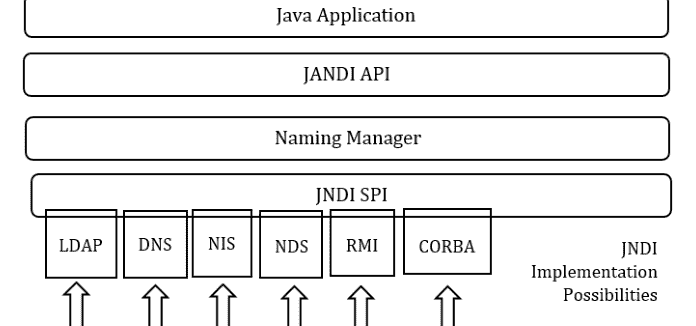 Java Application
JANDI API
Naming Manager
JNDI SPI
LDAP
DNS
NIS
NDS
RMI
CORBA
JNDI
Implementation
Possibilities